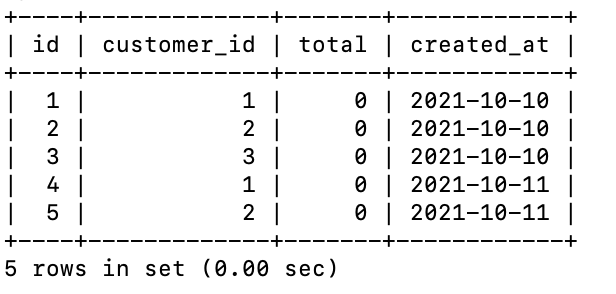 +----+-------------+-------+------------+
| id | customer_id | total | created_at |
+----+-------------+-------+------------+
|  1 |           1 |     0 | 2021-10-10 |
|  2 |           2 |     0 | 2021-10-10 |
|  3 |           3 |     0 | 2021-10-10 |
|  4 |           1 |     0 | 2021-10-11 |
|  5 |           2 |     0 | 2021-10-11 |
+----+-------------+-------+------------+
5 rows in set (0.00 sec)